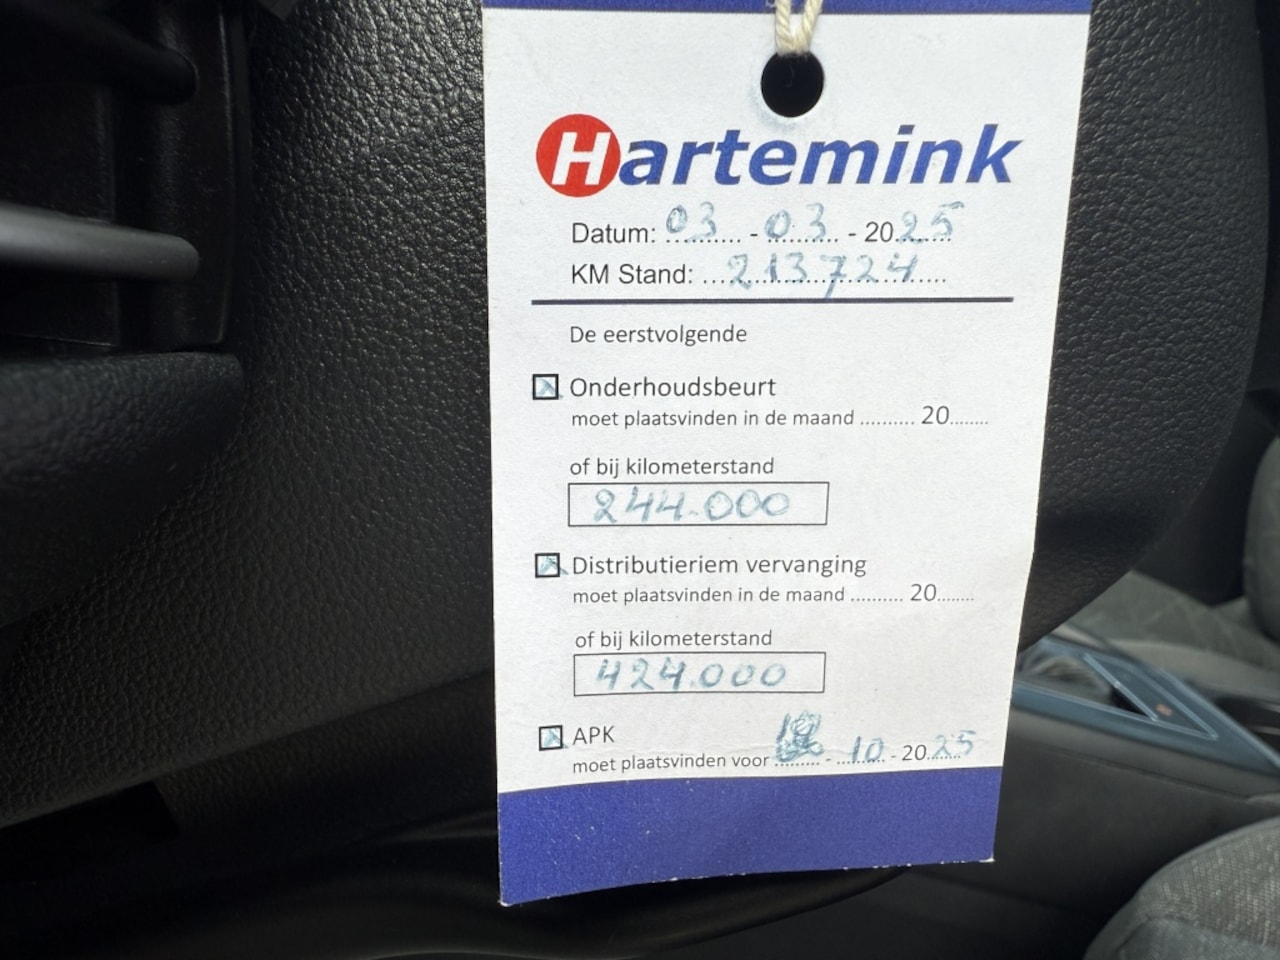 Hartemink
Datum: 03 - 03 - 2025
KM Stand: 213724
De eerstvolgende
Onderhoudsbeurt
moet plaatsvinden in de maand .......... 20........
of bij kilometerstand
244.000
Distributieriem vervanging
moet plaatsvinden in de maand .......... 20........
of bij kilometerstand
424.000
APK
moet plaatsvinden voor - 10 - 2025